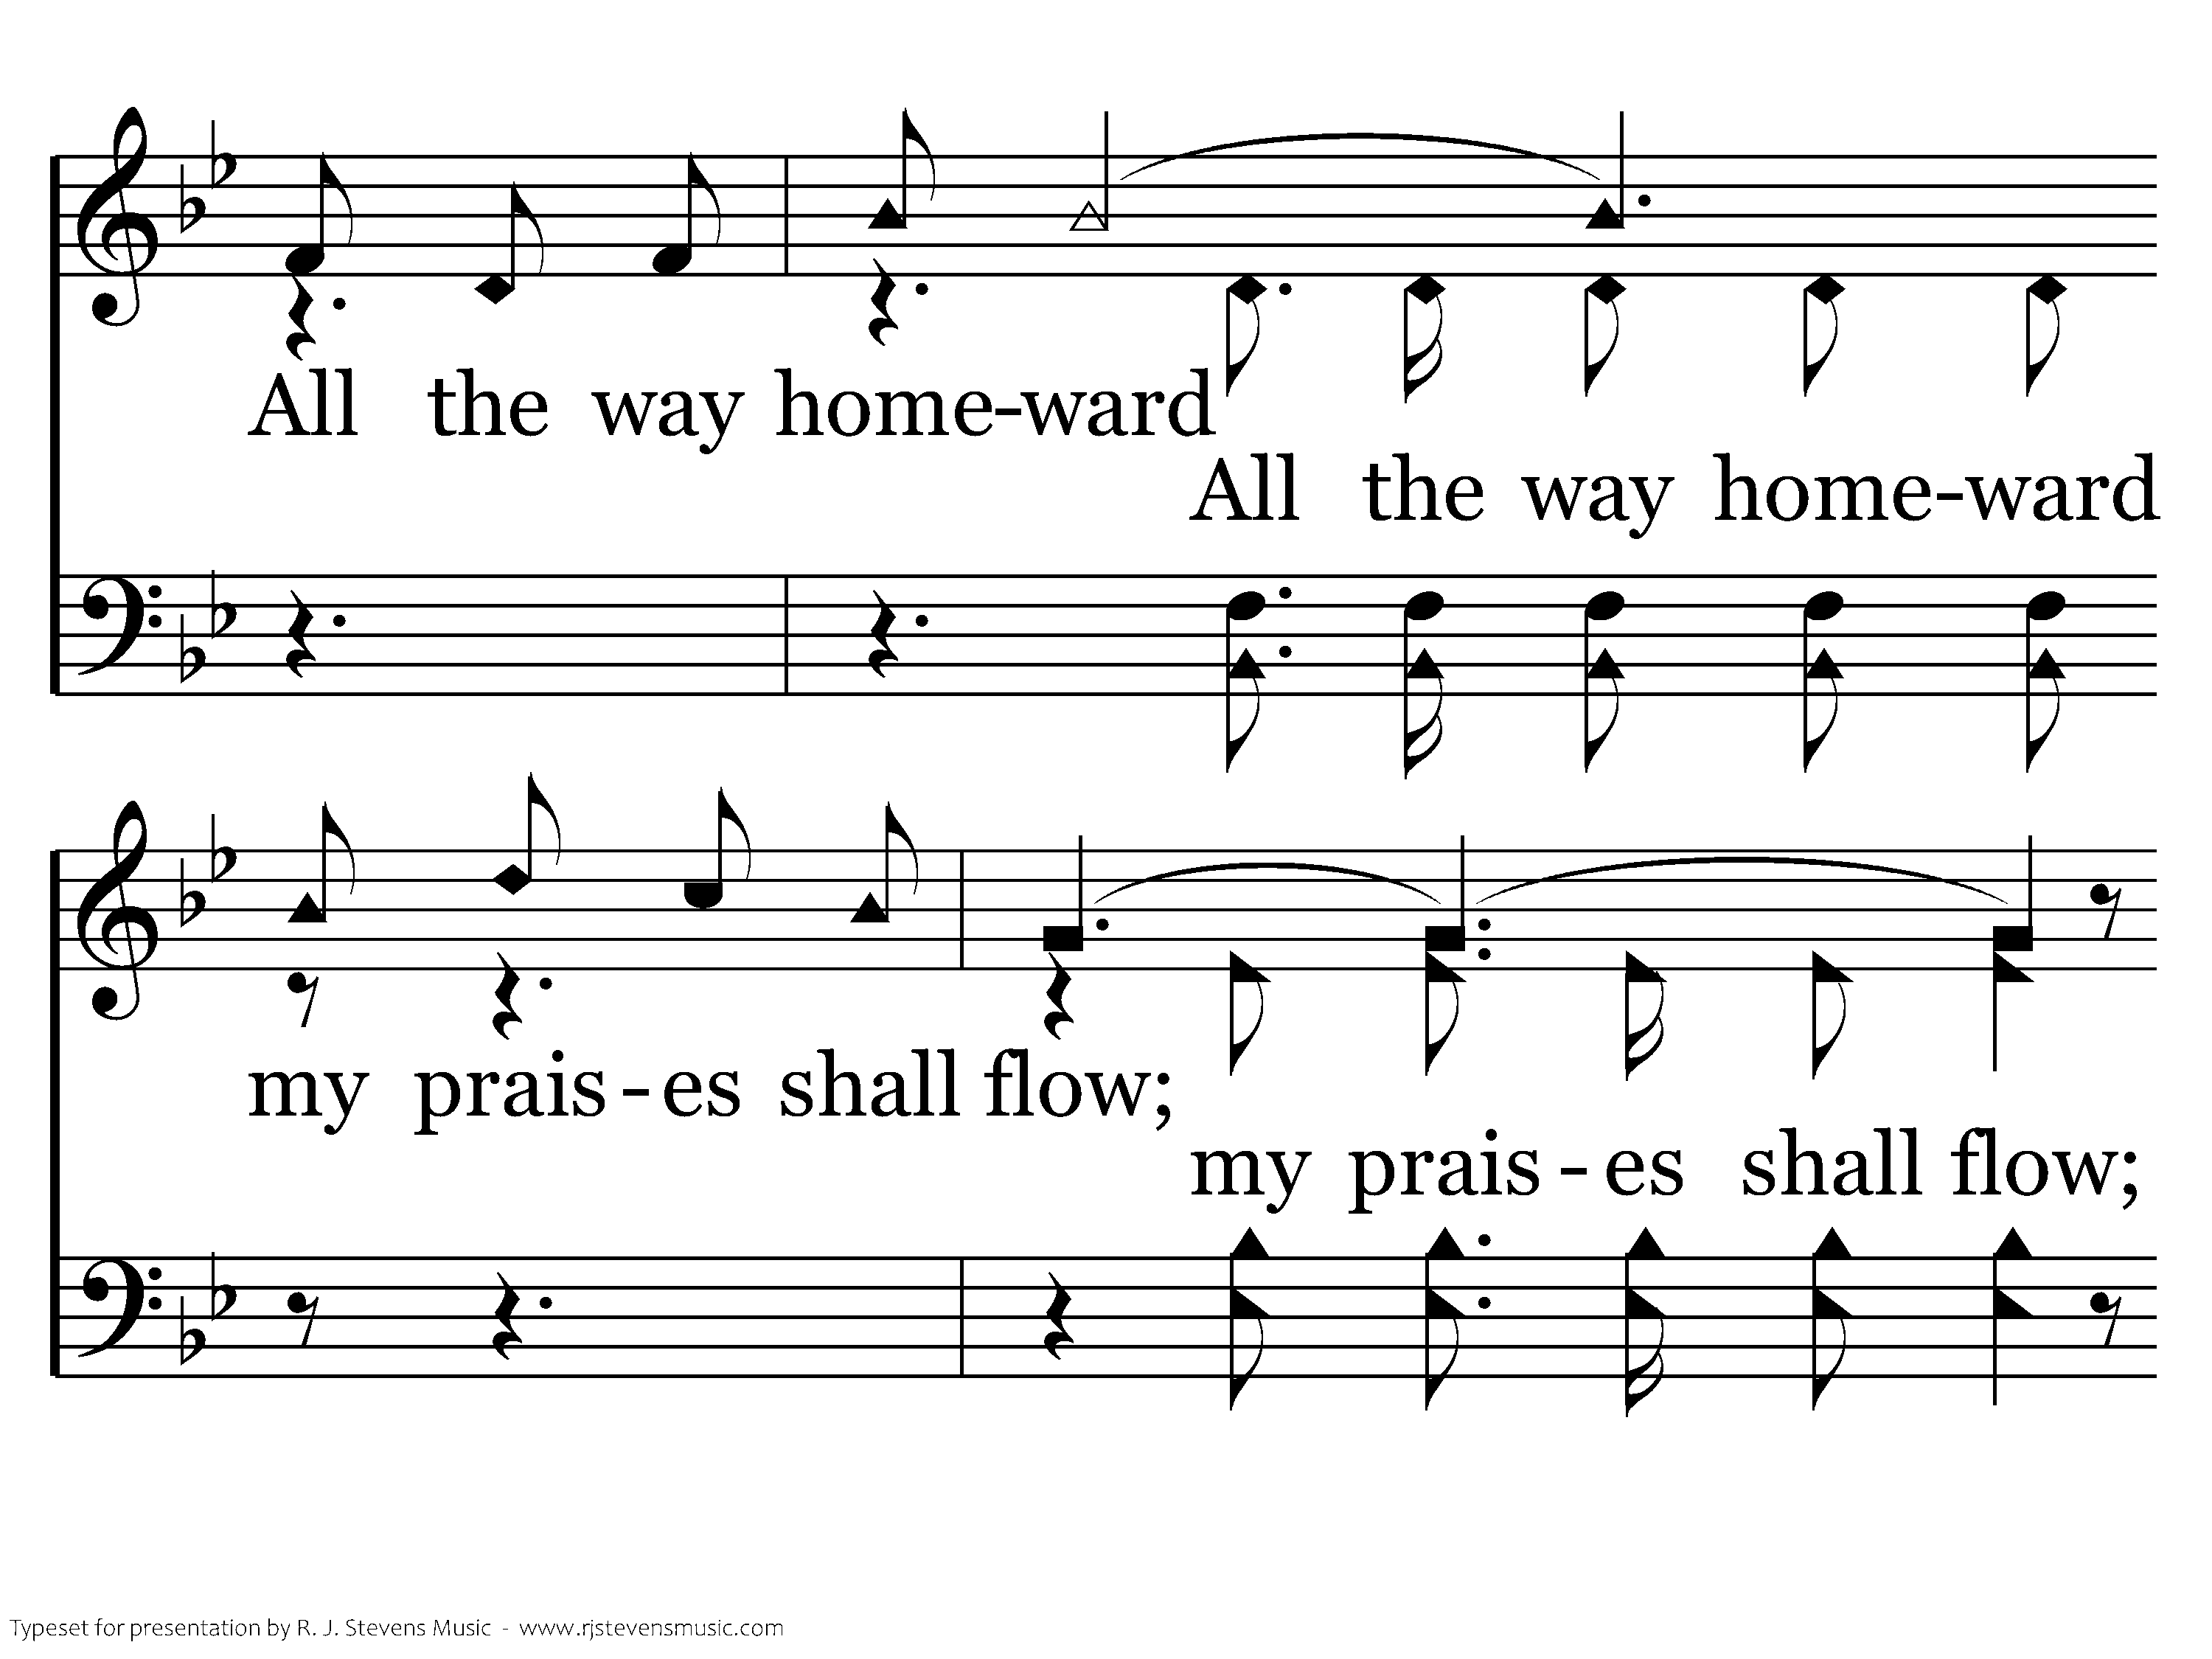 All the way home-ward
All the way home-ward
my prais-es shall flow;
my prais-es shall flow;
Typeset for presentation by R. J. Stevens Music - www.rjstevensmusic.com